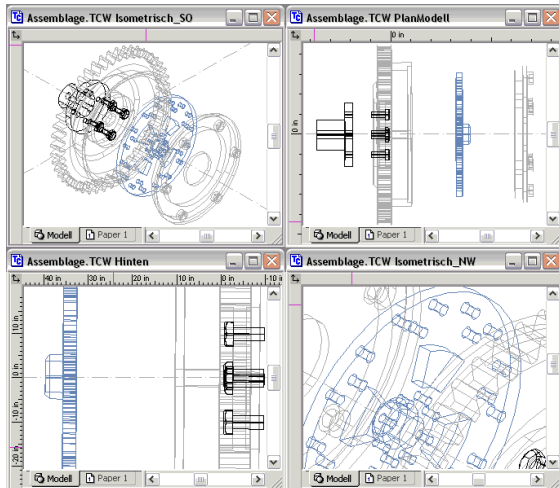 Assemblage.TCW Isometrisch_SO
Modell
Paper 1
Assemblage.TCW PlanModell
0 in
0 in
Modell
Paper 1
Assemblage.TCW Hinten
40 in
30 in
20 in
10 in
0 in
-10 in
10 in
0 in
-10 in
-20 in
Modell
Paper 1
Assemblage.TCW Isometrisch_NW
Modell
Paper 1